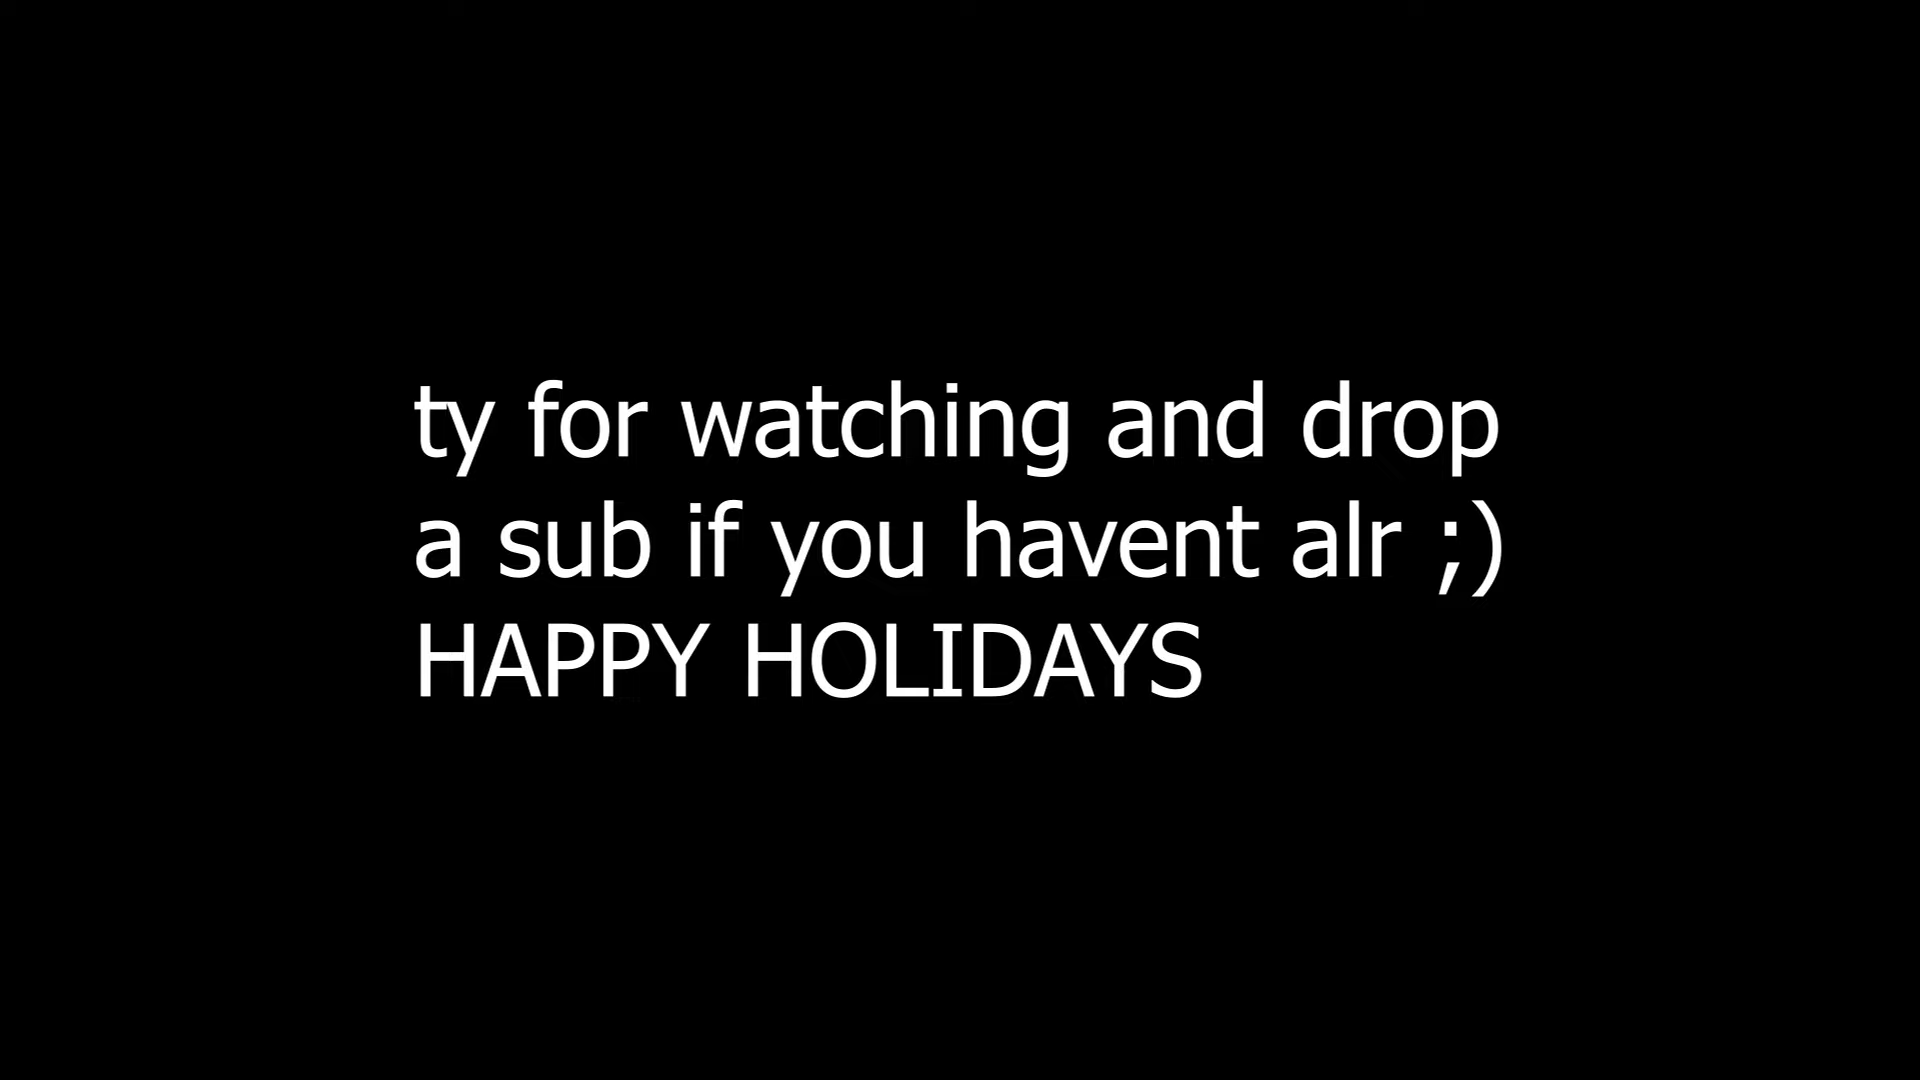 ty for watching and drop
a sub if you havent alr ;)
HAPPY HOLIDAYS